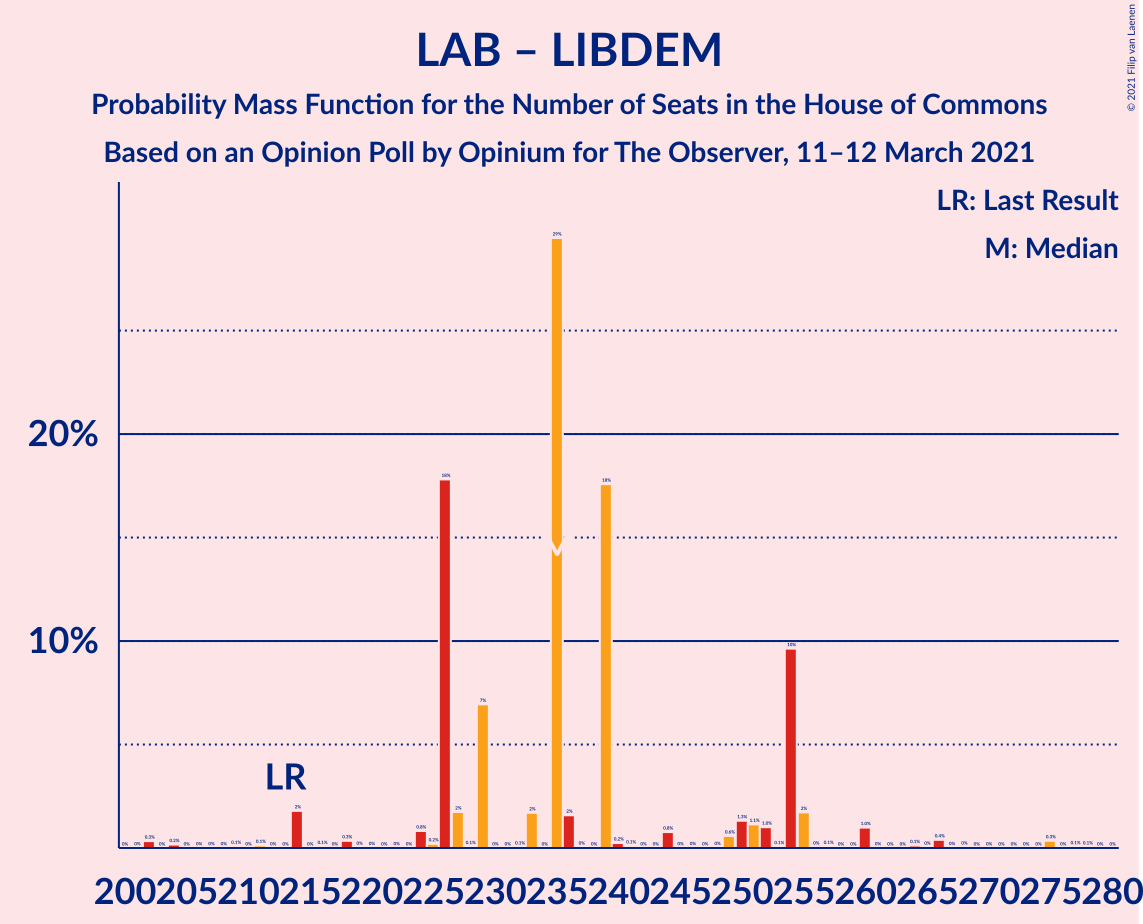 LAB – LIBDEM
Probability Mass Function for the Number of Seats in the House of Commons
Based on an Opinion Poll by Opinium for The Observer, 11–12 March 2021
© 2021 Filip van Laenen
LR: Last Result
M: Median
20%
10%
LR
M
200 205 210 215 220 225 230 235 240 245 250 255 260 265 270 275 280